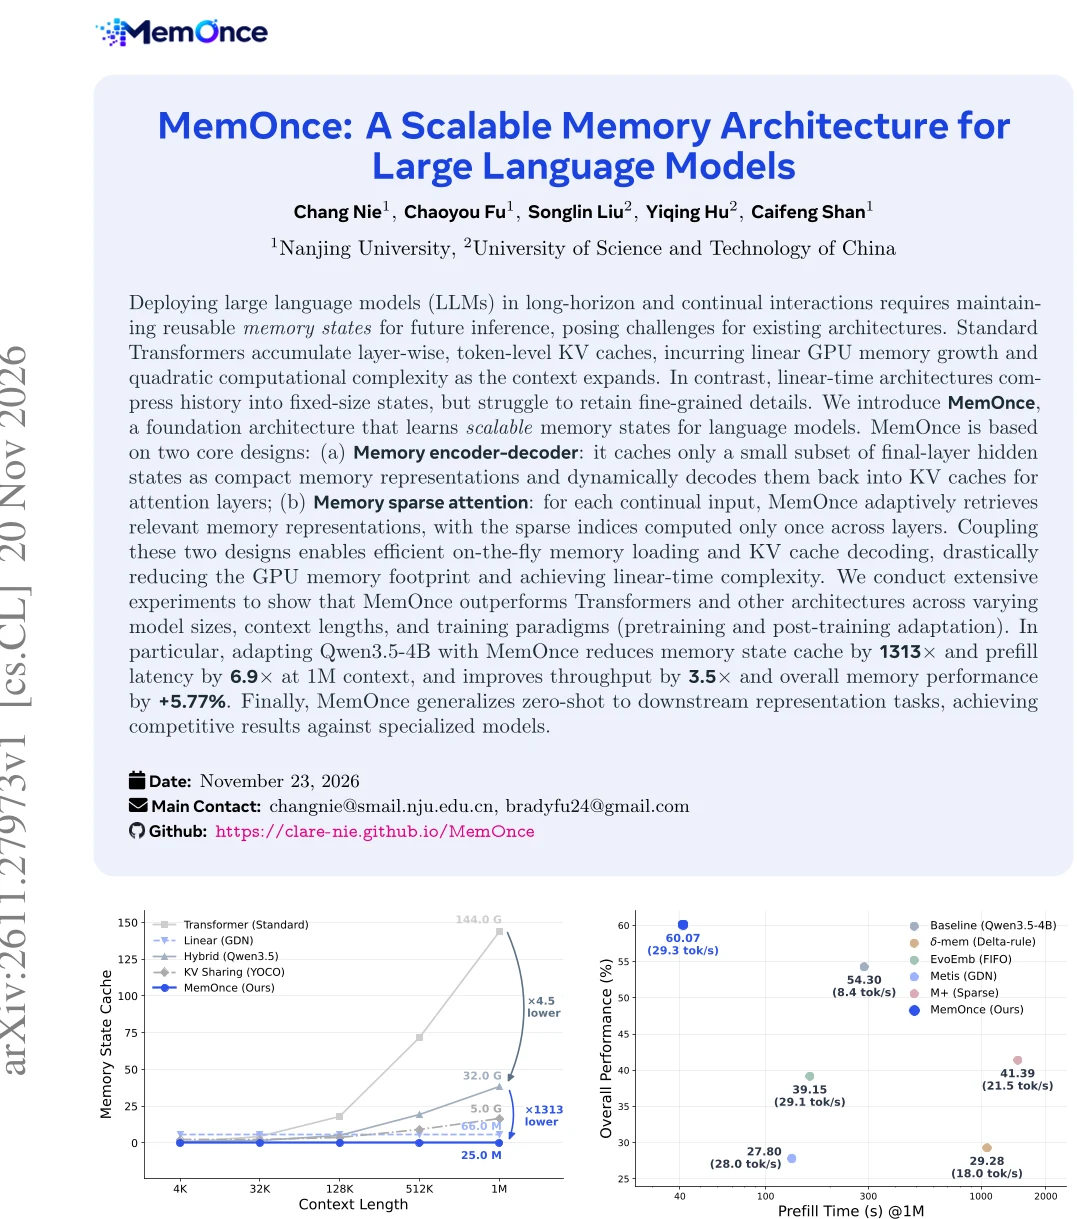 MemOnce
MemOnce: A Scalable Memory Architecture for
Large Language Models
Chang Nie1, Chaoyou Fu1, Songlin Liu2, Yiqing Hu2, Caifeng Shan1
1Nanjing University, 2University of Science and Technology of China
Deploying large language models (LLMs) in long-horizon and continual interactions requires maintain-
ing reusable memory states for future inference, posing challenges for existing architectures. Standard
Transformers accumulate layer-wise, token-level KV caches, incurring linear GPU memory growth and
quadratic computational complexity as the context expands. In contrast, linear-time architectures com-
press history into fixed-size states, but struggle to retain fine-grained details. We introduce MemOnce,
a foundation architecture that learns scalable memory states for language models. MemOnce is based
on two core designs: (a) Memory encoder-decoder: it caches only a small subset of final-layer hidden
states as compact memory representations and dynamically decodes them back into KV caches for
attention layers; (b) Memory sparse attention: for each continual input, MemOnce adaptively retrieves
relevant memory representations, with the sparse indices computed only once across layers. Coupling
these two designs enables efficient on-the-fly memory loading and KV cache decoding, drastically
reducing the GPU memory footprint and achieving linear-time complexity. We conduct extensive
experiments to show that MemOnce outperforms Transformers and other architectures across varying
model sizes, context lengths, and training paradigms (pretraining and post-training adaptation). In
particular, adapting Qwen3.5-4B with MemOnce reduces memory state cache by 1313× and prefill
latency by 6.9× at 1M context, and improves throughput by 3.5× and overall memory performance
by +5.77%. Finally, MemOnce generalizes zero-shot to downstream representation tasks, achieving
competitive results against specialized models.
Date: November 23, 2026
Main Contact: changnie@smail.nju.edu.cn, bradyfu24@gmail.com
Github: https://clare-nie.github.io/MemOnce
arXiv:2611.27973v1 [cs.CL] 20 Nov 2026
Memory State Cache
150
125
100
75
50
25
0
Transformer (Standard)
Linear (GDN)
Hybrid (Qwen3.5)
KV Sharing (YOCO)
MemOnce (Ours)
144.0 G
×4.5
lower
32.0 G
5.0 G
66.0 M
×1313
lower
25.0 M
4K
32K
128K
512K
1M
Context Length
Overall Performance (%)
60
55
50
45
40
35
30
25
60.07
(29.3 tok/s)
54.30
(8.4 tok/s)
Baseline (Qwen3.5-4B)
δ-mem (Delta-rule)
EvoEmb (FIFO)
Metis (GDN)
M+ (Sparse)
MemOnce (Ours)
39.15
(29.1 tok/s)
41.39
(21.5 tok/s)
27.80
(28.0 tok/s)
29.28
(18.0 tok/s)
40
100
300
1000
2000
Prefill Time (s) @1M